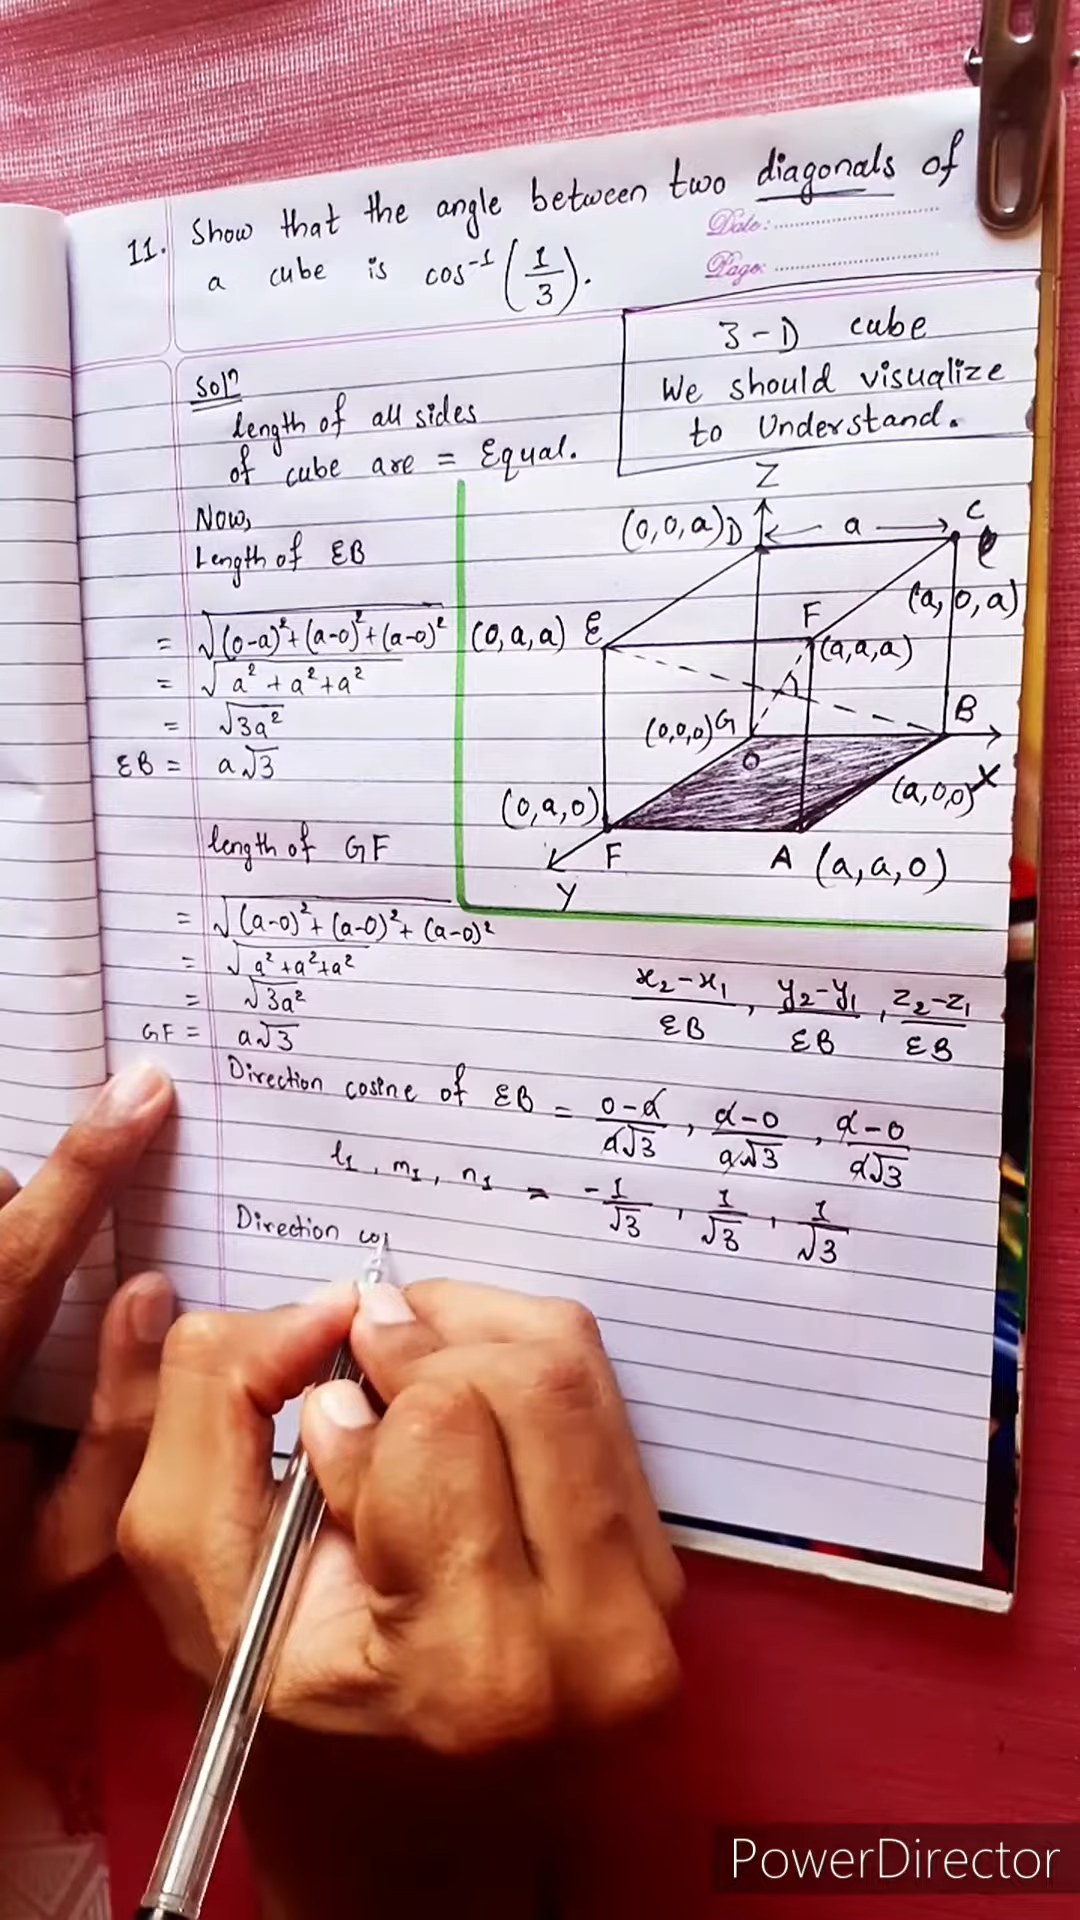 11. Show that the angle between two diagonals of
a cube is cos⁻¹(1/3).
Date:
Page:
3-D cube
We should visualize
to Understand.
Solⁿ
length of all sides
of cube are = Equal.
Now,
Length of EB
= √(0-a)²+(a-0)²+(a-0)²
= √a²+a²+a²
= √3a²
EB = a√3
length of GF
= √(a-0)²+(a-0)²+(a-0)²
= √a²+a²+a²
= √3a²
GF = a√3
Z
(0,0,a) D a C
(a,0,a)
(0,a,a) E F
(a,a,a)
(0,0,0) G B
O X
(a,0,0)
(0,a,0)
F A (a,a,0)
Y
x₂-x₁/EB, y₂-y₁/EB, z₂-z₁/EB
Direction cosine of EB = 0-a/a√3, a-0/a√3, a-0/a√3
l₁, m₁, n₁ = -1/√3, 1/√3, 1/√3
Direction co
PowerDirector